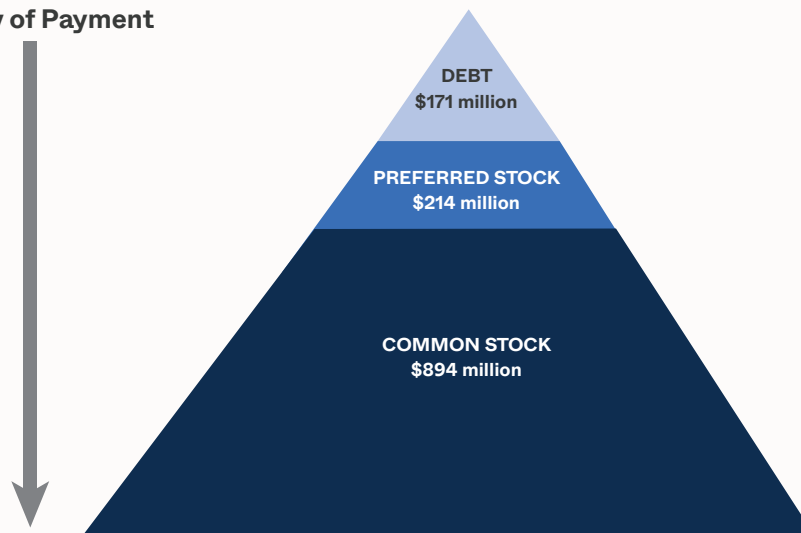 of Payment
DEBT
$171 million
PREFERRED STOCK
$214 million
COMMON STOCK
$894 million